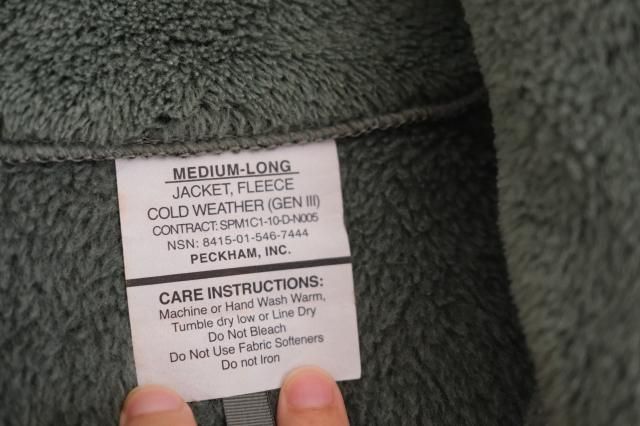 MEDIUM-LONG
JACKET, FLEECE
COLD WEATHER (GEN III)
CONTRACT: SPM1C1-10-D-N005
NSN: 8415-01-546-7444
PECKHAM, INC.
CARE INSTRUCTIONS:
Machine or Hand Wash Warm,
Tumble dry low or Line Dry
Do Not Bleach
Do Not Use Fabric Softeners
Do not Iron